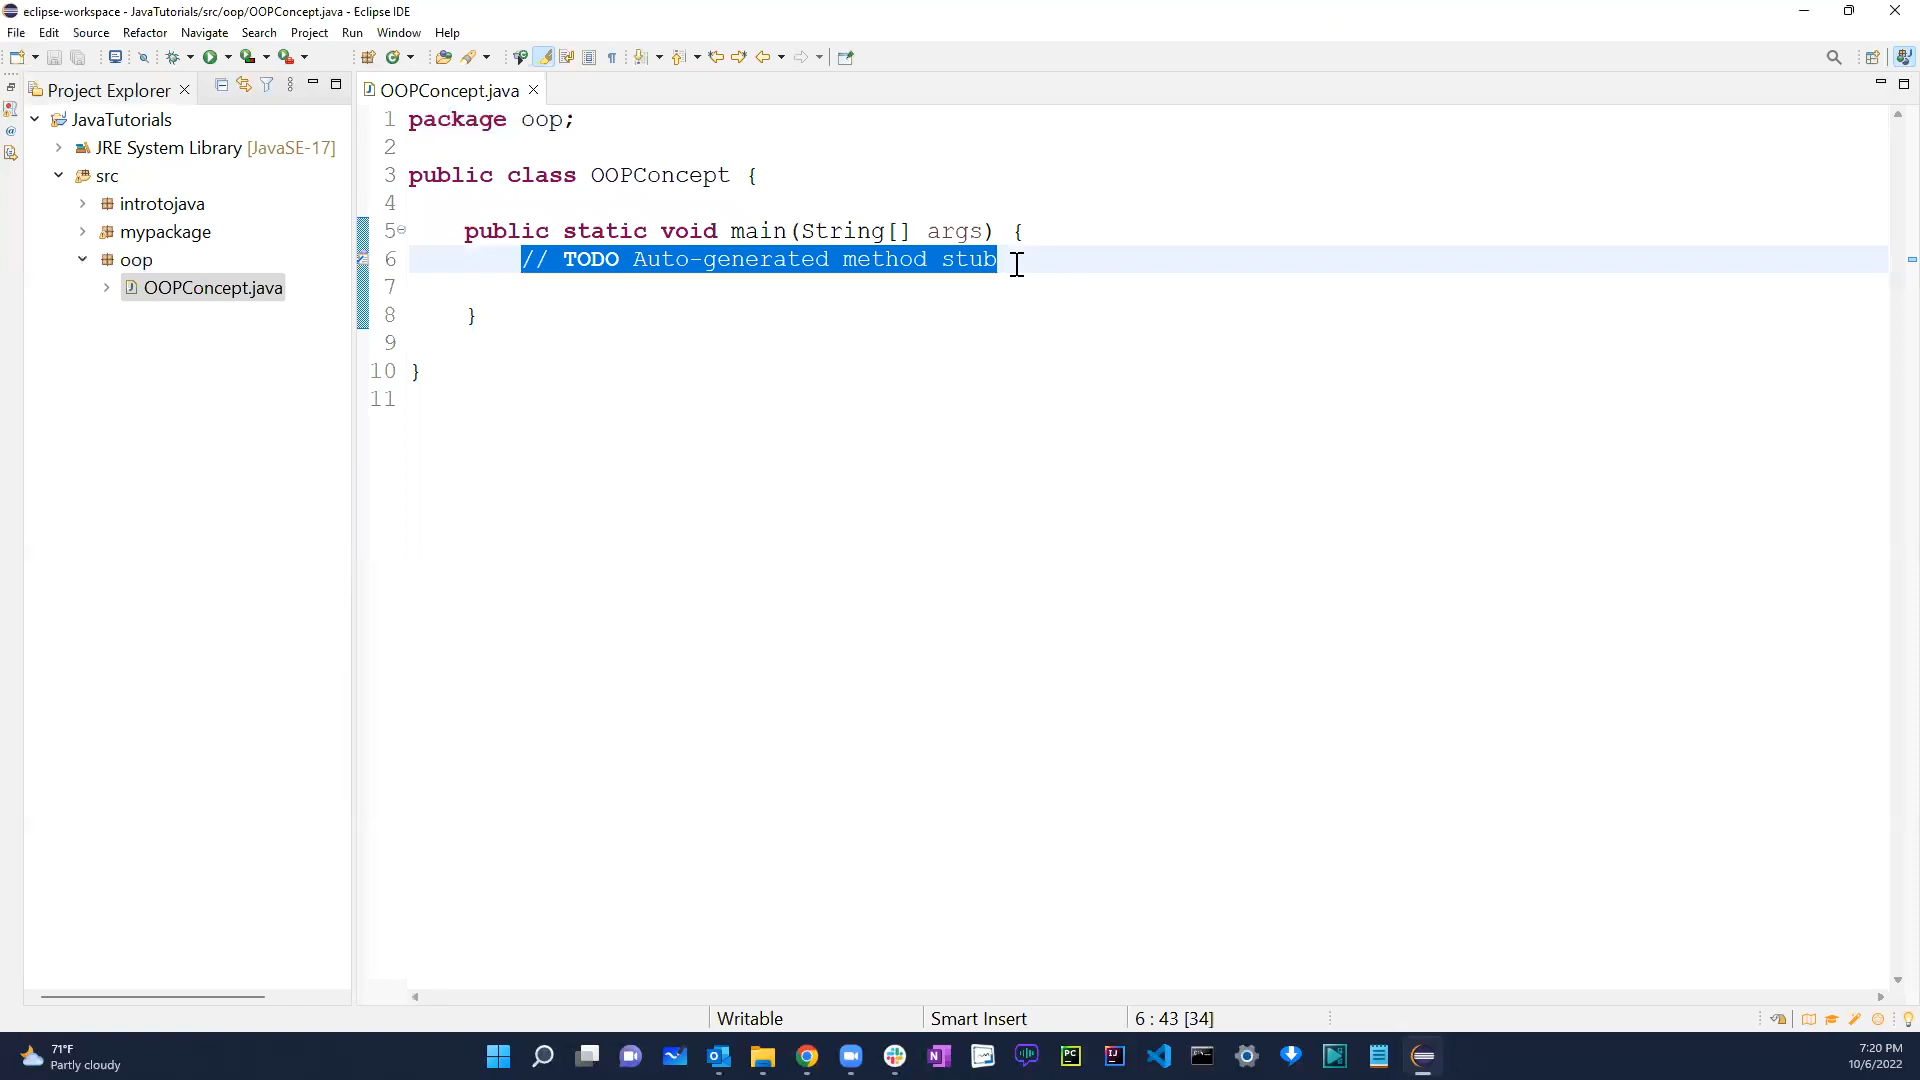 eclipse-workspace - JavaTutorials/src/oop/OOPConcept.java - Eclipse IDE
File Edit Source Refactor Navigate Search Project Run Window Help
Project Explorer
OOPConcept.java
JavaTutorials
JRE System Library [JavaSE-17]
src
introtojava
mypackage
oop
OOPConcept.java
1 package oop;
2
3 public class OOPConcept {
4
5 public static void main(String[] args) {
6 // TODO Auto-generated method stub
7
8 }
9
10 }
11
Writable Smart Insert 6 : 43 [34]
71°F
Partly cloudy
7:20 PM
10/6/2022